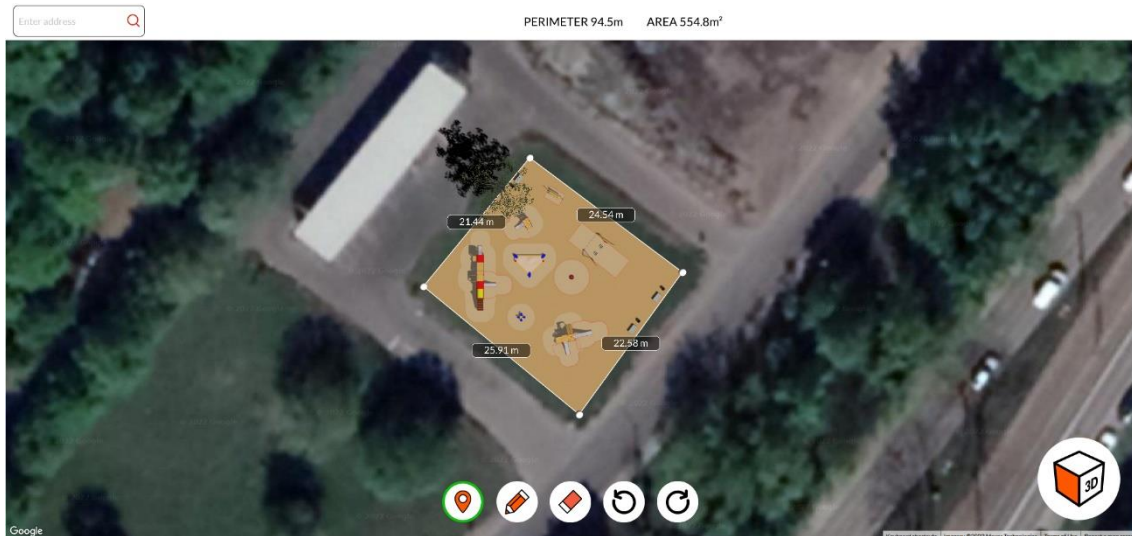 Enter address
PERIMETER 94.5m AREA 554.8m²
21.44 m
24.54 m
25.91 m
22.58 m
3D
Google